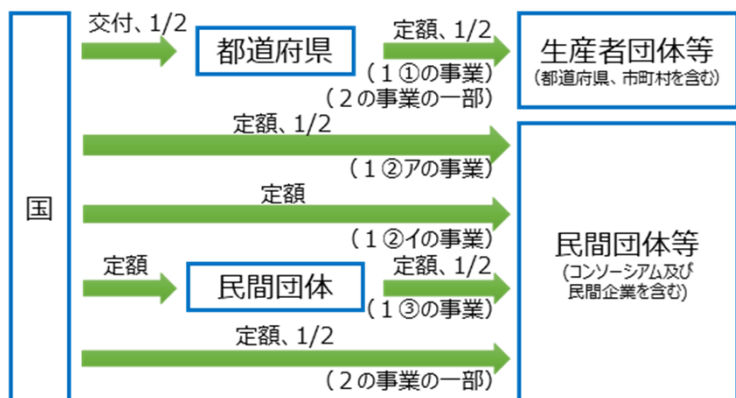 国
交付、1/2
都道府県
定額、1/2
(1①の事業)
(2の事業の一部)
生産者団体等
(都道府県、市町村を含む)
定額、1/2
(1②アの事業)
定額
(1②イの事業)
定額
民間団体
定額、1/2
(1③の事業)
定額、1/2
(2の事業の一部)
民間団体等
(コンソーシアム及び
民間企業を含む)